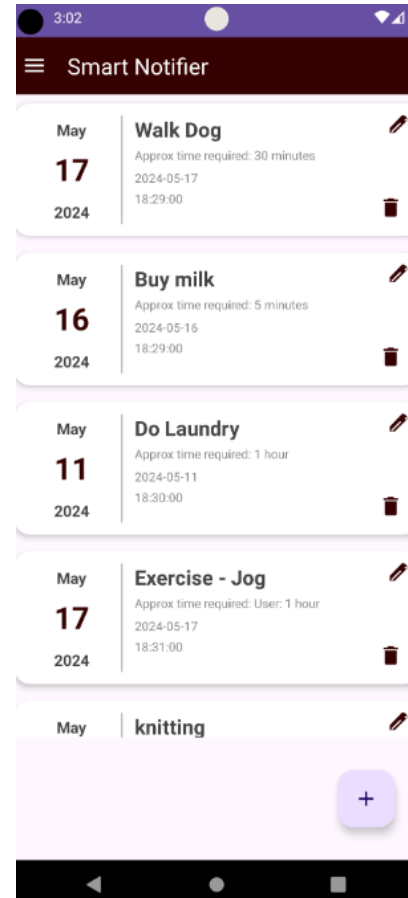 3:02
Smart Notifier
May
17
2024
Walk Dog
Approx time required: 30 minutes
2024-05-17
18:29:00
May
16
2024
Buy milk
Approx time required: 5 minutes
2024-05-16
18:29:00
May
11
2024
Do Laundry
Approx time required: 1 hour
2024-05-11
18:30:00
May
17
2024
Exercise - Jog
Approx time required: User: 1 hour
2024-05-17
18:31:00
May
knitting
+